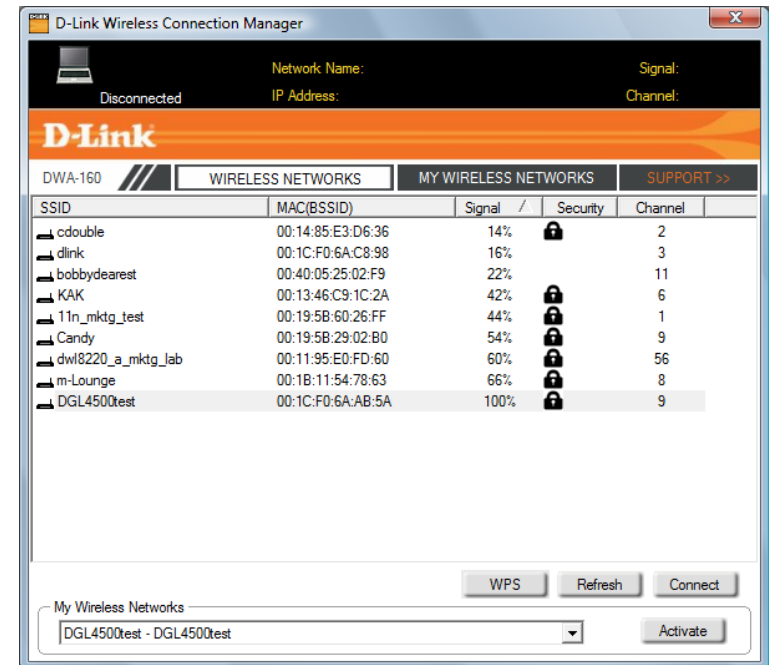 D-Link Wireless Connection Manager
Network Name: Signal:
Disconnected IP Address: Channel:
D-Link
DWA-160 WIRELESS NETWORKS MY WIRELESS NETWORKS SUPPORT >>
SSID MAC(BSSID) Signal Security Channel
cdouble 00:14:85:E3:D6:36 14% 2
dlink 00:1C:F0:6A:C8:98 16% 3
bobbydearest 00:40:05:25:02:F9 22% 11
KAK 00:13:46:C9:1C:2A 42% 6
11n_mktg_test 00:19:5B:60:26:FF 44% 1
Candy 00:19:5B:29:02:B0 54% 9
dwl8220_a_mktg_lab 00:11:95:E0:FD:60 60% 56
m-Lounge 00:1B:11:54:78:63 66% 8
DGL4500test 00:1C:F0:6A:AB:5A 100% 9
WPS Refresh Connect
My Wireless Networks
DGL4500test - DGL4500test Activate